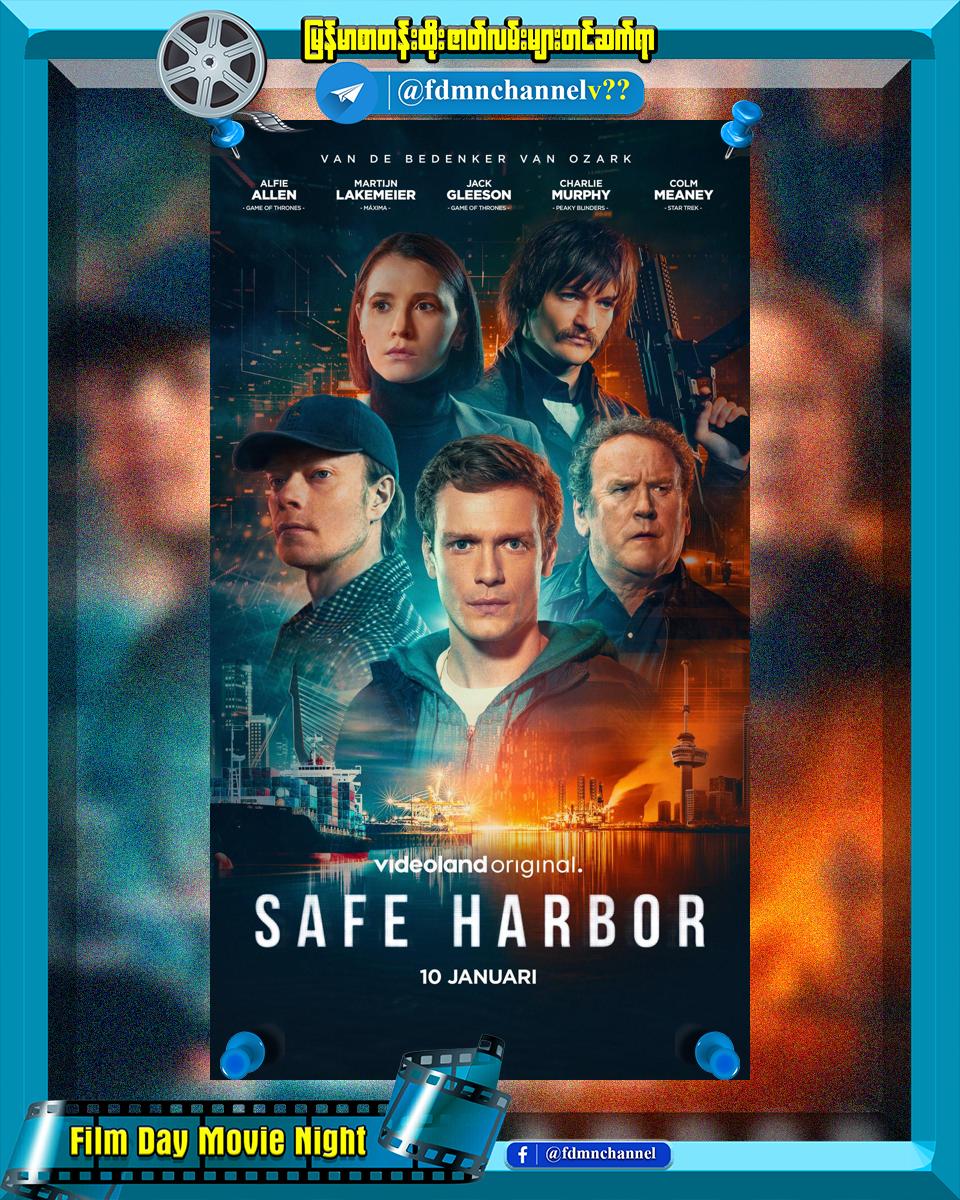 မြန်မာစာတန်းထိုးဇာတ်လမ်းများတင်ဆက်ရာ
@fdmnchannelv??
VAN DE BEDENKER VAN OZARK
ALFIE ALLEN
- GAME OF THRONES -
MARTIJN LAKEMEIER
- MÁXIMA -
JACK GLEESON
- GAME OF THRONES -
CHARLIE MURPHY
- PEAKY BLINDERS -
COLM MEANEY
- STAR TREK -
videoland original.
SAFE HARBOR
10 JANUARI
Film Day Movie Night
f @fdmnchannel